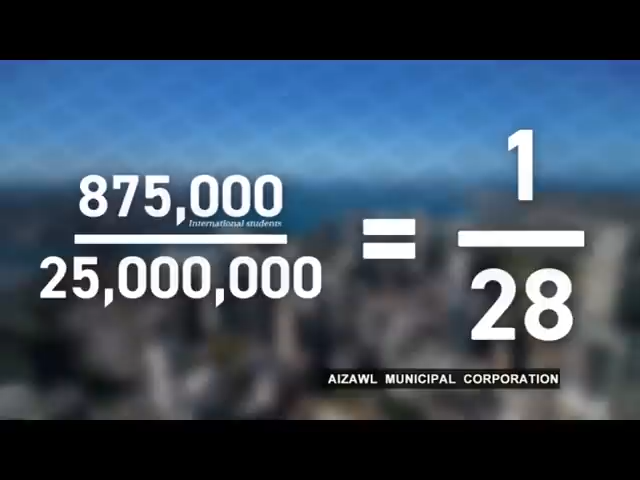 875,000
International students
25,000,000
=
1
28
AIZAWL MUNICIPAL CORPORATION